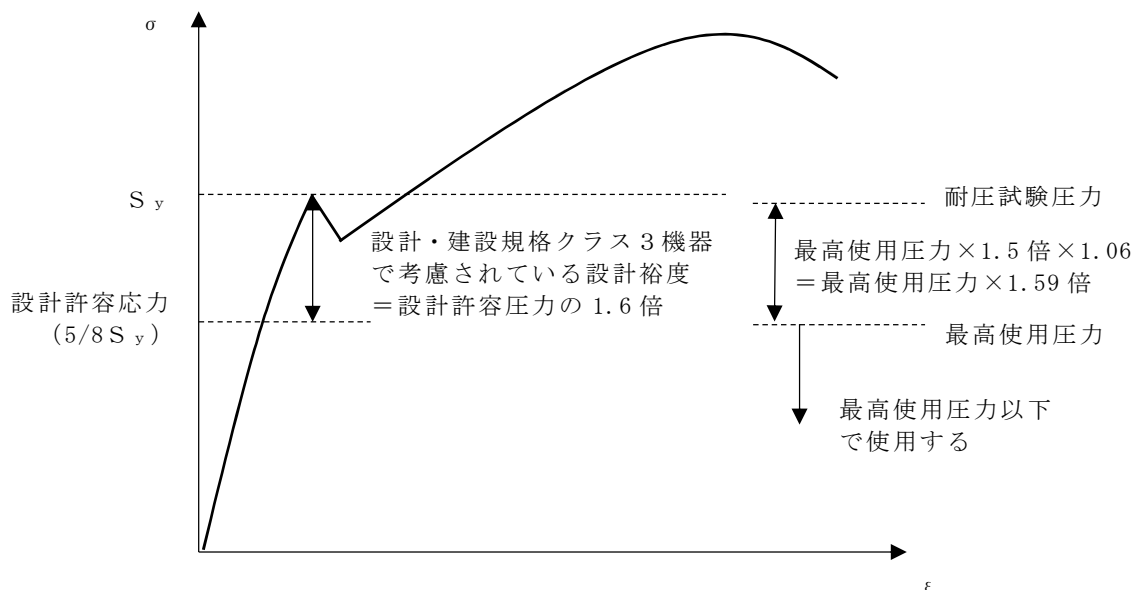 σ
Ｓｙ
設計許容応力
(5/8Ｓｙ)
設計・建設規格クラス３機器
で考慮されている設計裕度
＝設計許容圧力の 1.6 倍
耐圧試験圧力
最高使用圧力×1.5 倍×1.06
＝最高使用圧力×1.59 倍
最高使用圧力
最高使用圧力以下
で使用する
ε